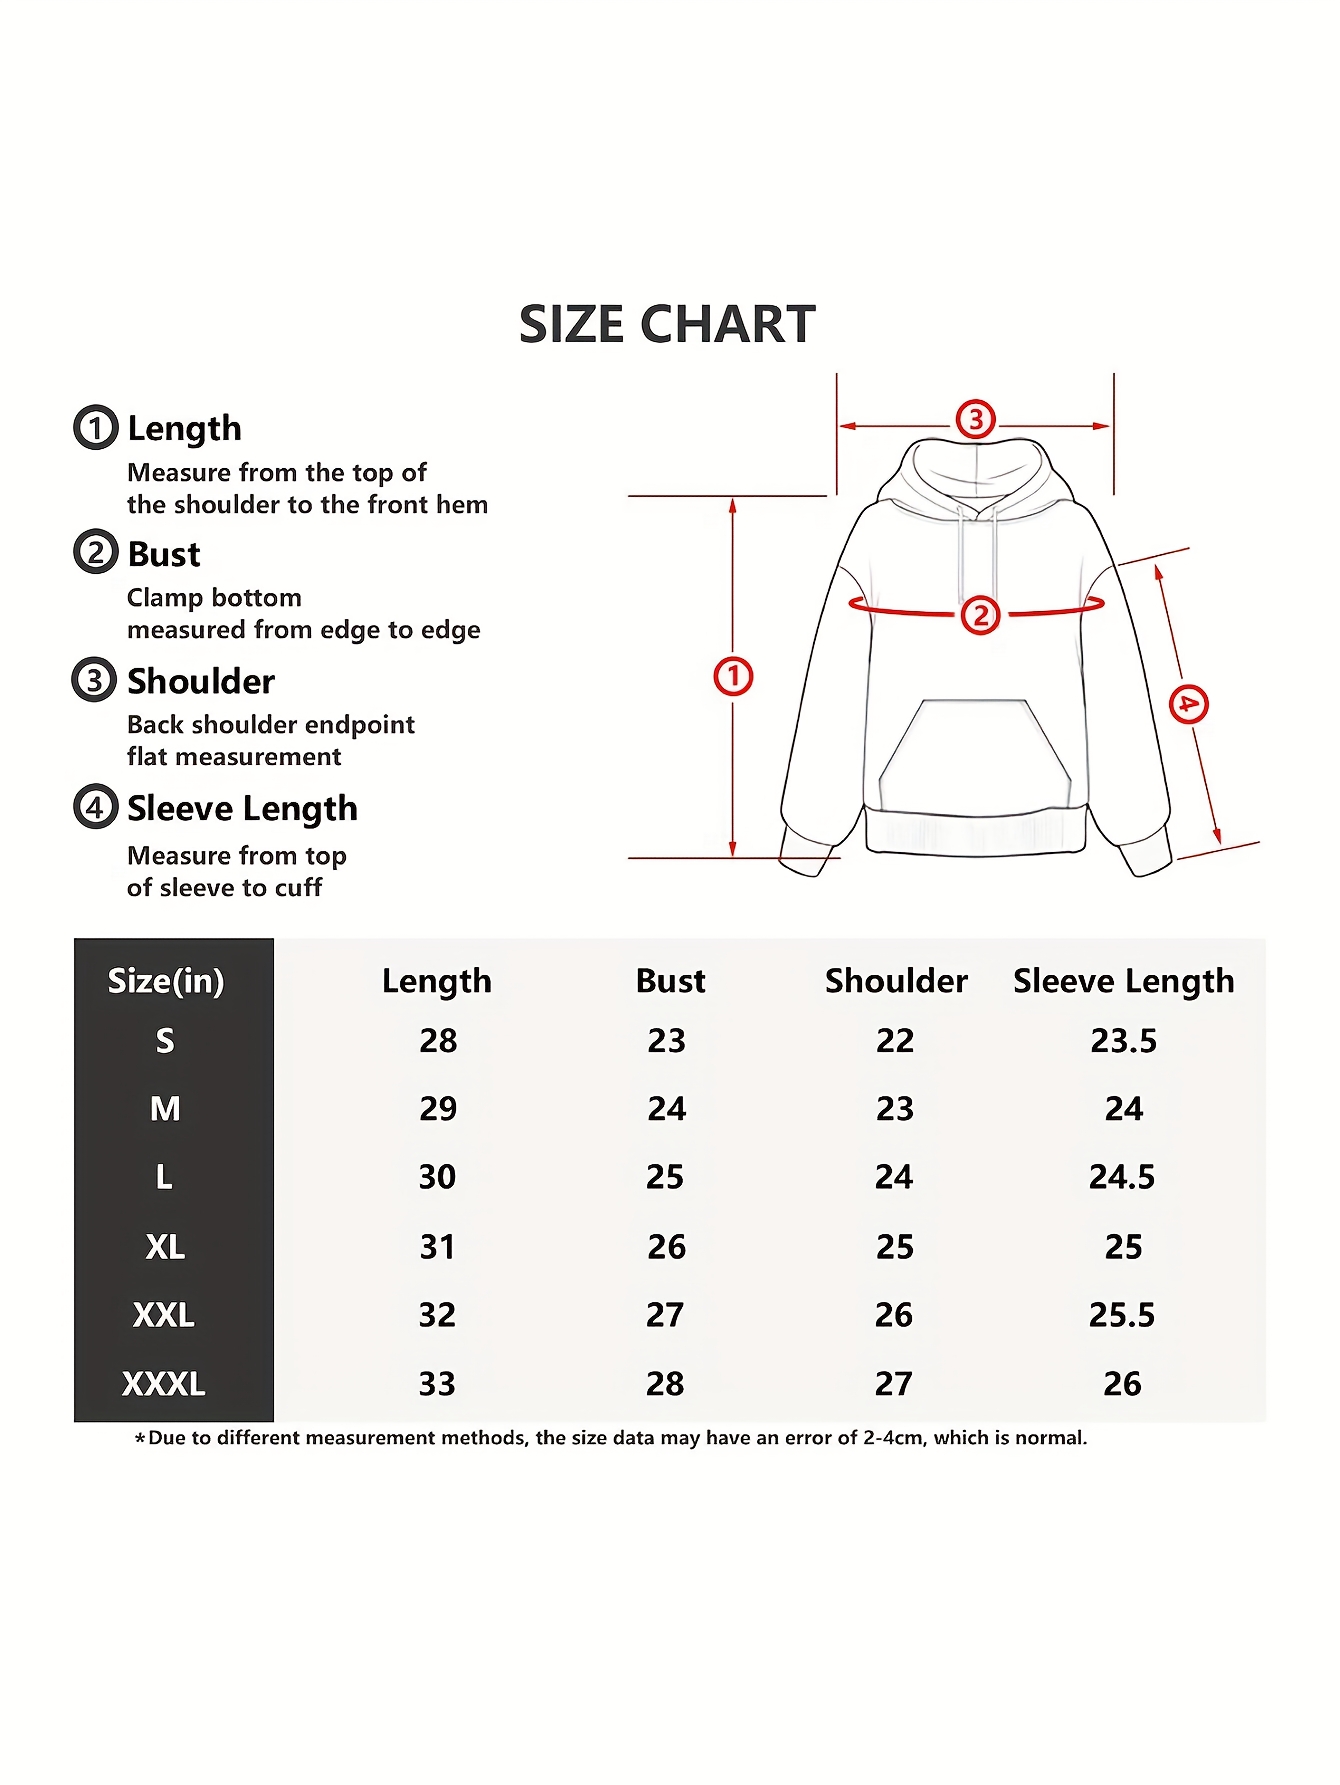 SIZE CHART
1 Length
Measure from the top of
the shoulder to the front hem
2 Bust
Clamp bottom
measured from edge to edge
3 Shoulder
Back shoulder endpoint
flat measurement
4 Sleeve Length
Measure from top
of sleeve to cuff
3
2
1
4
Size(in) Length Bust Shoulder Sleeve Length
S 28 23 22 23.5
M 29 24 23 24
L 30 25 24 24.5
XL 31 26 25 25
XXL 32 27 26 25.5
XXXL 33 28 27 26
*Due to different measurement methods, the size data may have an error of 2-4cm, which is normal.